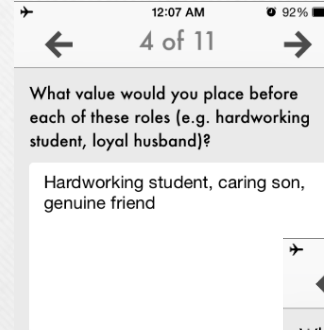 12:07 AM 92%
4 of 11
What value would you place before
each of these roles (e.g. hardworking
student, loyal husband)?
Hardworking student, caring son,
genuine friend